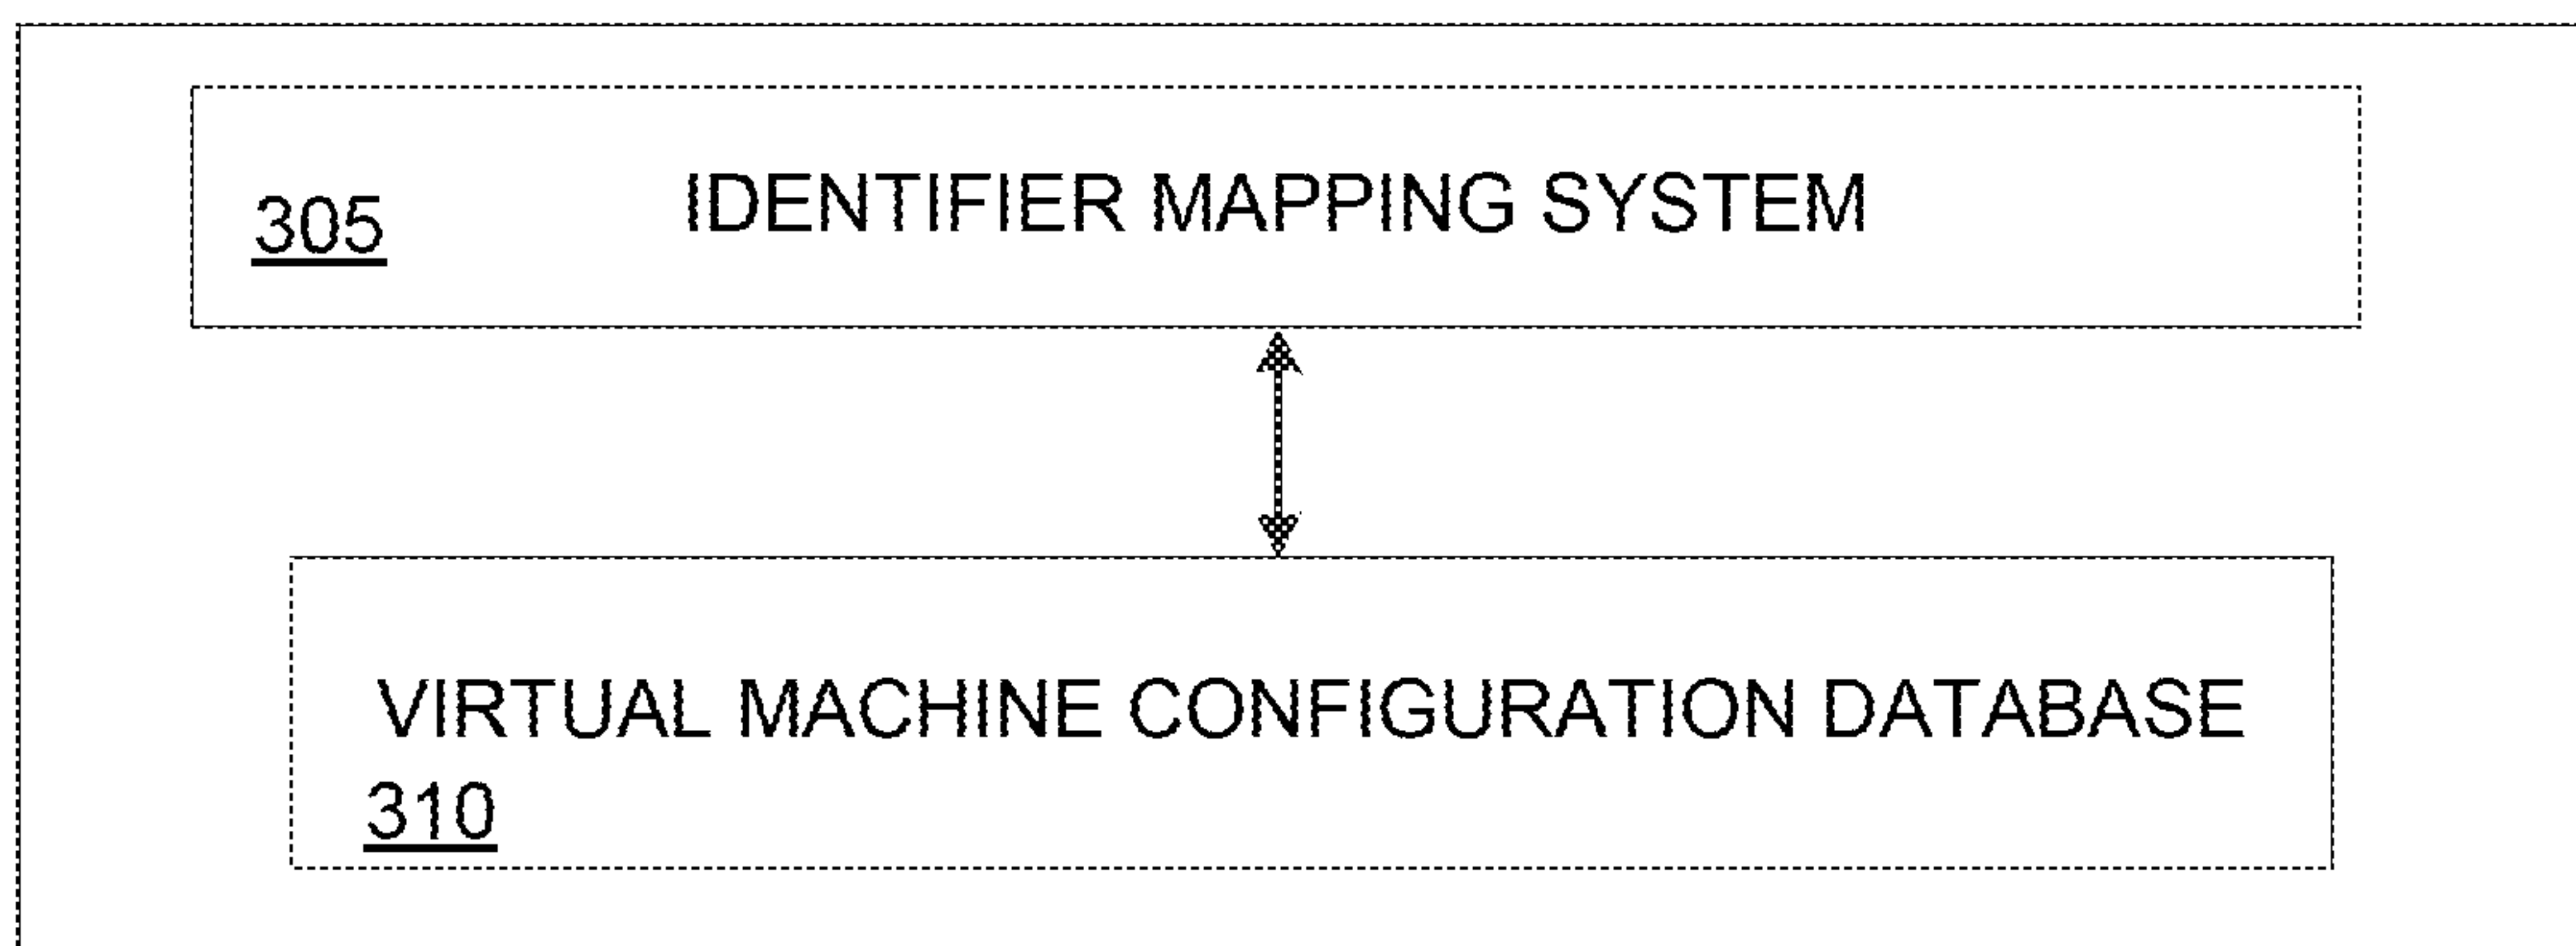 305 IDENTIFIER MAPPING SYSTEM
VIRTUAL MACHINE CONFIGURATION DATABASE
310